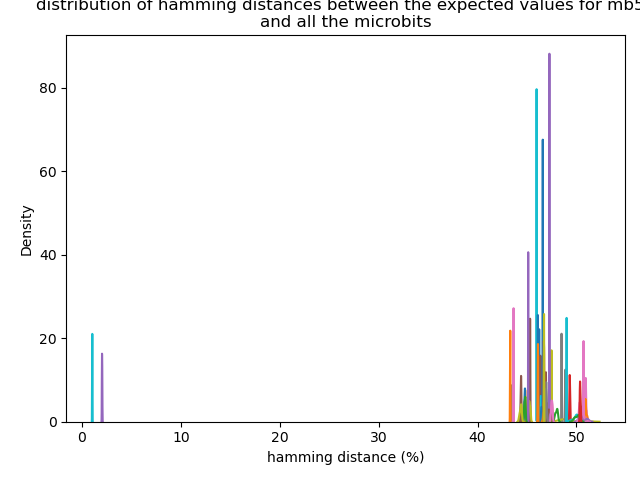 distribution of hamming distances between the expected values for mb5
and all the microbits
80
60
40
20
0
Density
0 10 20 30 40 50
hamming distance (%)